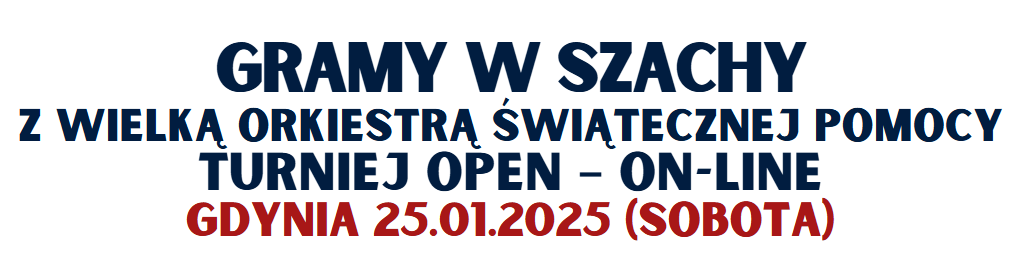 GRAMY W SZACHY
Z WIELKĄ ORKIESTRĄ ŚWIĄTECZNEJ POMOCY
TURNIEJ OPEN – ON-LINE
GDYNIA 25.01.2025 (SOBOTA)